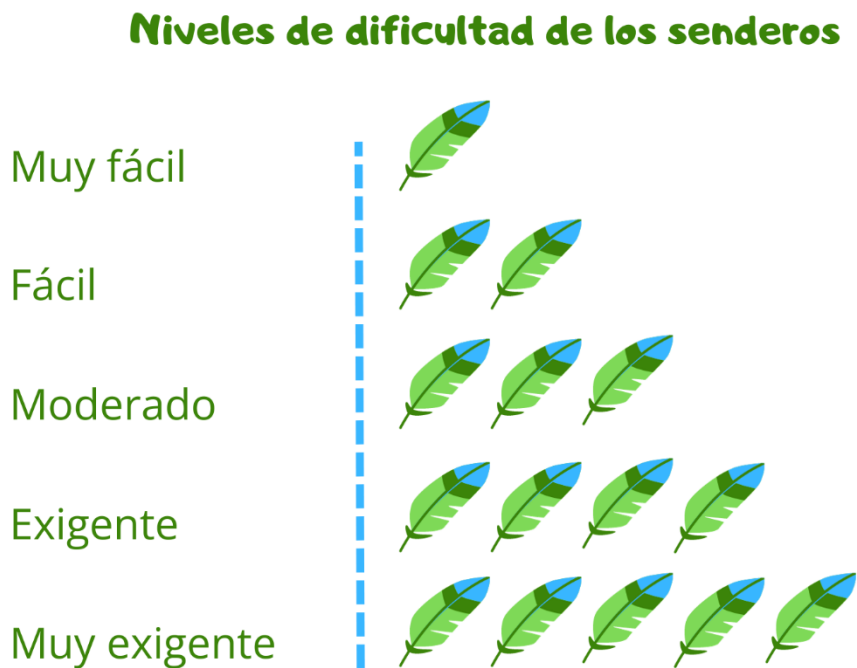 Niveles de dificultad de los senderos
Muy fácil
Fácil
Moderado
Exigente
Muy exigente